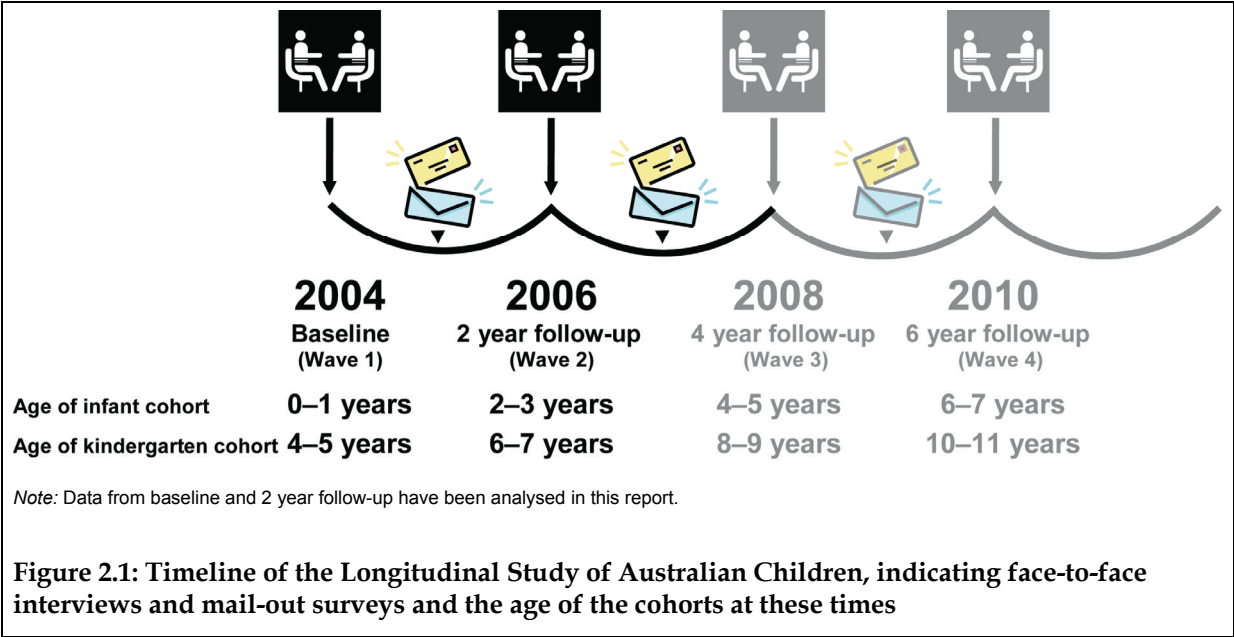 2004 2006 2008 2010
Baseline 2 year follow-up 4 year follow-up 6 year follow-up
(Wave 1) (Wave 2) (Wave 3) (Wave 4)
Age of infant cohort 0–1 years 2–3 years 4–5 years 6–7 years
Age of kindergarten cohort 4–5 years 6–7 years 8–9 years 10–11 years
Note: Data from baseline and 2 year follow-up have been analysed in this report.
Figure 2.1: Timeline of the Longitudinal Study of Australian Children, indicating face-to-face
interviews and mail-out surveys and the age of the cohorts at these times